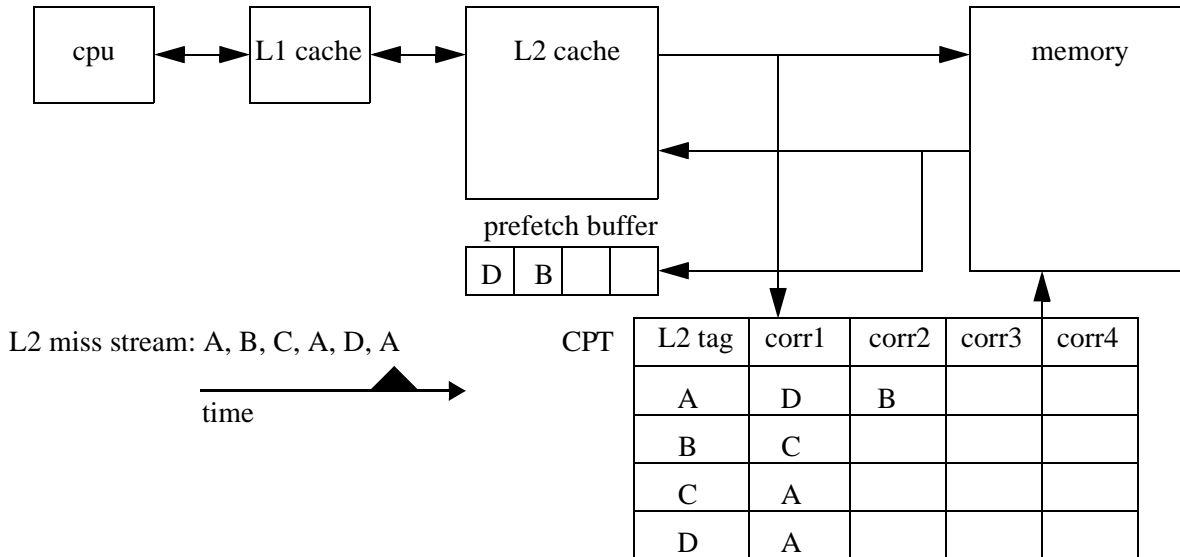 cpu
L1 cache
L2 cache
memory
prefetch buffer
D B
L2 miss stream: A, B, C, A, D, A
time
CPT
L2 tag corr1 corr2 corr3 corr4
A D B
B C
C A
D A